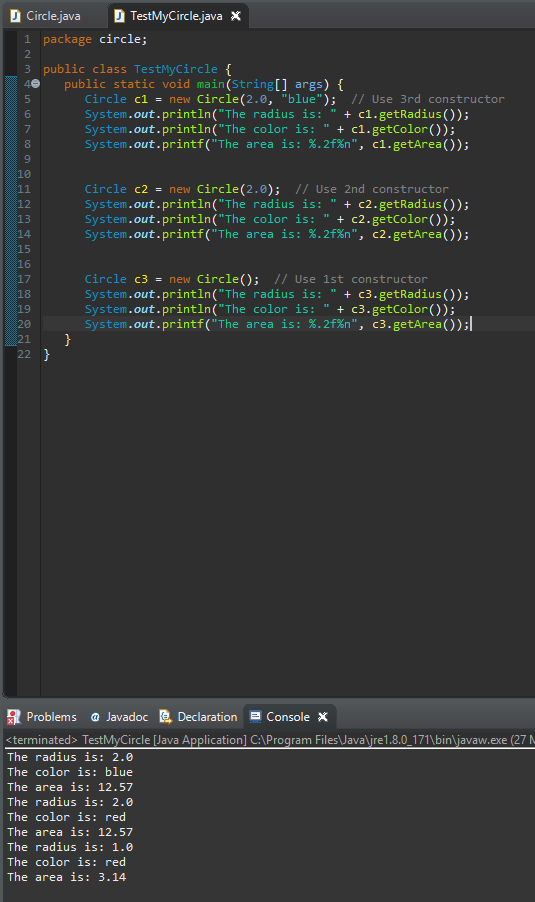 Circle.java
TestMyCircle.java
1 package circle;
2
3 public class TestMyCircle {
4 public static void main(String[] args) {
5 Circle c1 = new Circle(2.0, "blue");  // Use 3rd constructor
6 System.out.println("The radius is: " + c1.getRadius());
7 System.out.println("The color is: " + c1.getColor());
8 System.out.printf("The area is: %.2f%n", c1.getArea());
9
10
11 Circle c2 = new Circle(2.0);  // Use 2nd constructor
12 System.out.println("The radius is: " + c2.getRadius());
13 System.out.println("The color is: " + c2.getColor());
14 System.out.printf("The area is: %.2f%n", c2.getArea());
15
16
17 Circle c3 = new Circle();  // Use 1st constructor
18 System.out.println("The radius is: " + c3.getRadius());
19 System.out.println("The color is: " + c3.getColor());
20 System.out.printf("The area is: %.2f%n", c3.getArea());
21 }
22 }
Problems @ Javadoc Declaration Console
<terminated> TestMyCircle [Java Application] C:\Program Files\Java\jre1.8.0_171\bin\javaw.exe (27 M
The radius is: 2.0
The color is: blue
The area is: 12.57
The radius is: 2.0
The color is: red
The area is: 12.57
The radius is: 1.0
The color is: red
The area is: 3.14